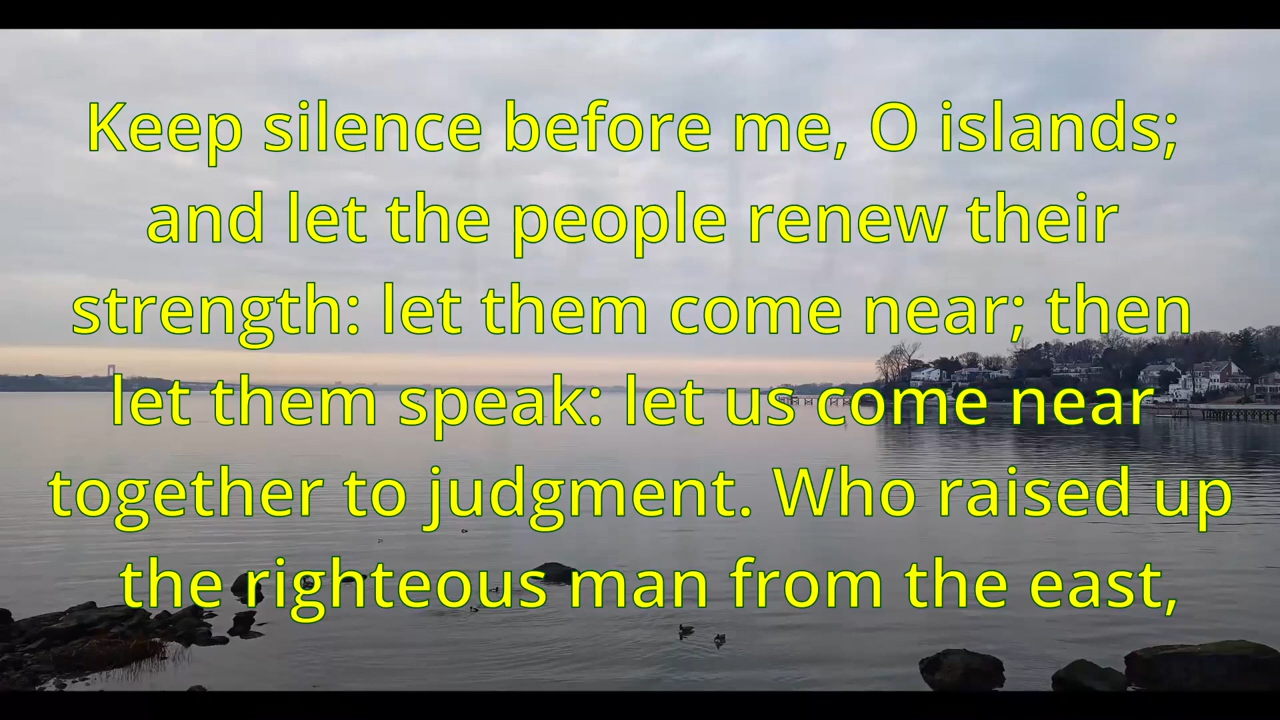 Keep silence before me, O islands;
and let the people renew their
strength: let them come near; then
let them speak: let us come near
together to judgment. Who raised up
the righteous man from the east,